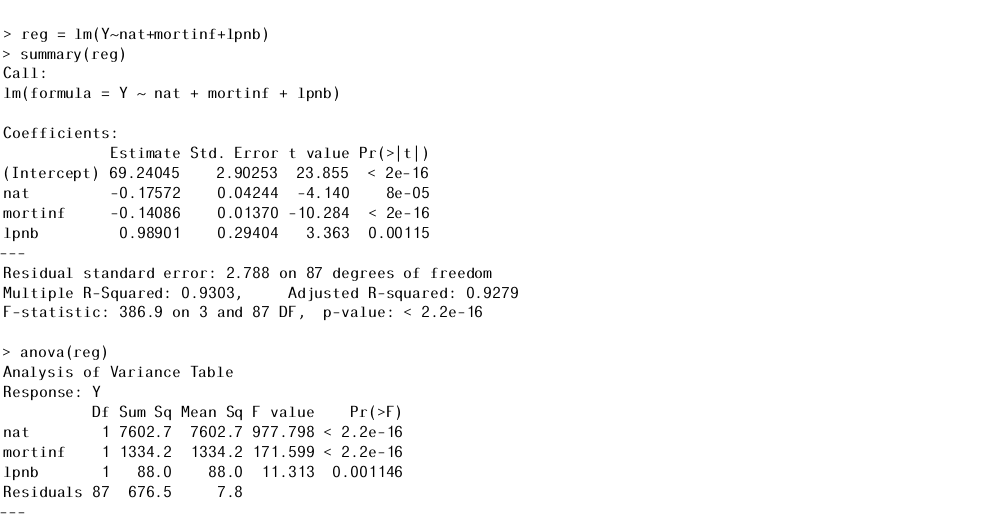 > reg = lm(Y~nat+mortinf+lpnb)
> summary(reg)
Call:
lm(formula = Y ~ nat + mortinf + lpnb)
Coefficients:
Estimate Std. Error t value Pr(>|t|)
(Intercept) 69.24045 2.90253 23.855 < 2e-16
nat -0.17572 0.04244 -4.140 8e-05
mortinf -0.14086 0.01370 -10.284 < 2e-16
lpnb 0.98901 0.29404 3.363 0.00115
---
Residual standard error: 2.788 on 87 degrees of freedom
Multiple R-Squared: 0.9303, Adjusted R-squared: 0.9279
F-statistic: 386.9 on 3 and 87 DF, p-value: < 2.2e-16
> anova(reg)
Analysis of Variance Table
Response: Y
Df Sum Sq Mean Sq F value Pr(>F)
nat 1 7602.7 7602.7 977.798 < 2.2e-16
mortinf 1 1334.2 1334.2 171.599 < 2.2e-16
lpnb 1 88.0 88.0 11.313 0.001146
Residuals 87 676.5 7.8
---